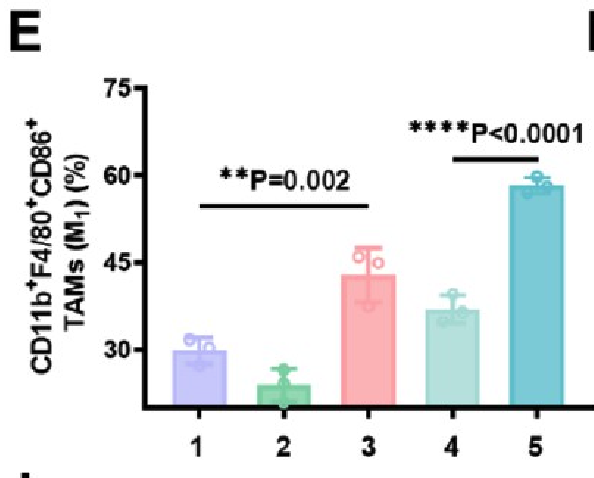 E
75
****P<0.0001
60
**P=0.002
45
30
CD11b⁺F4/80⁺CD86⁺
TAMs (M₁) (%)
1 2 3 4 5